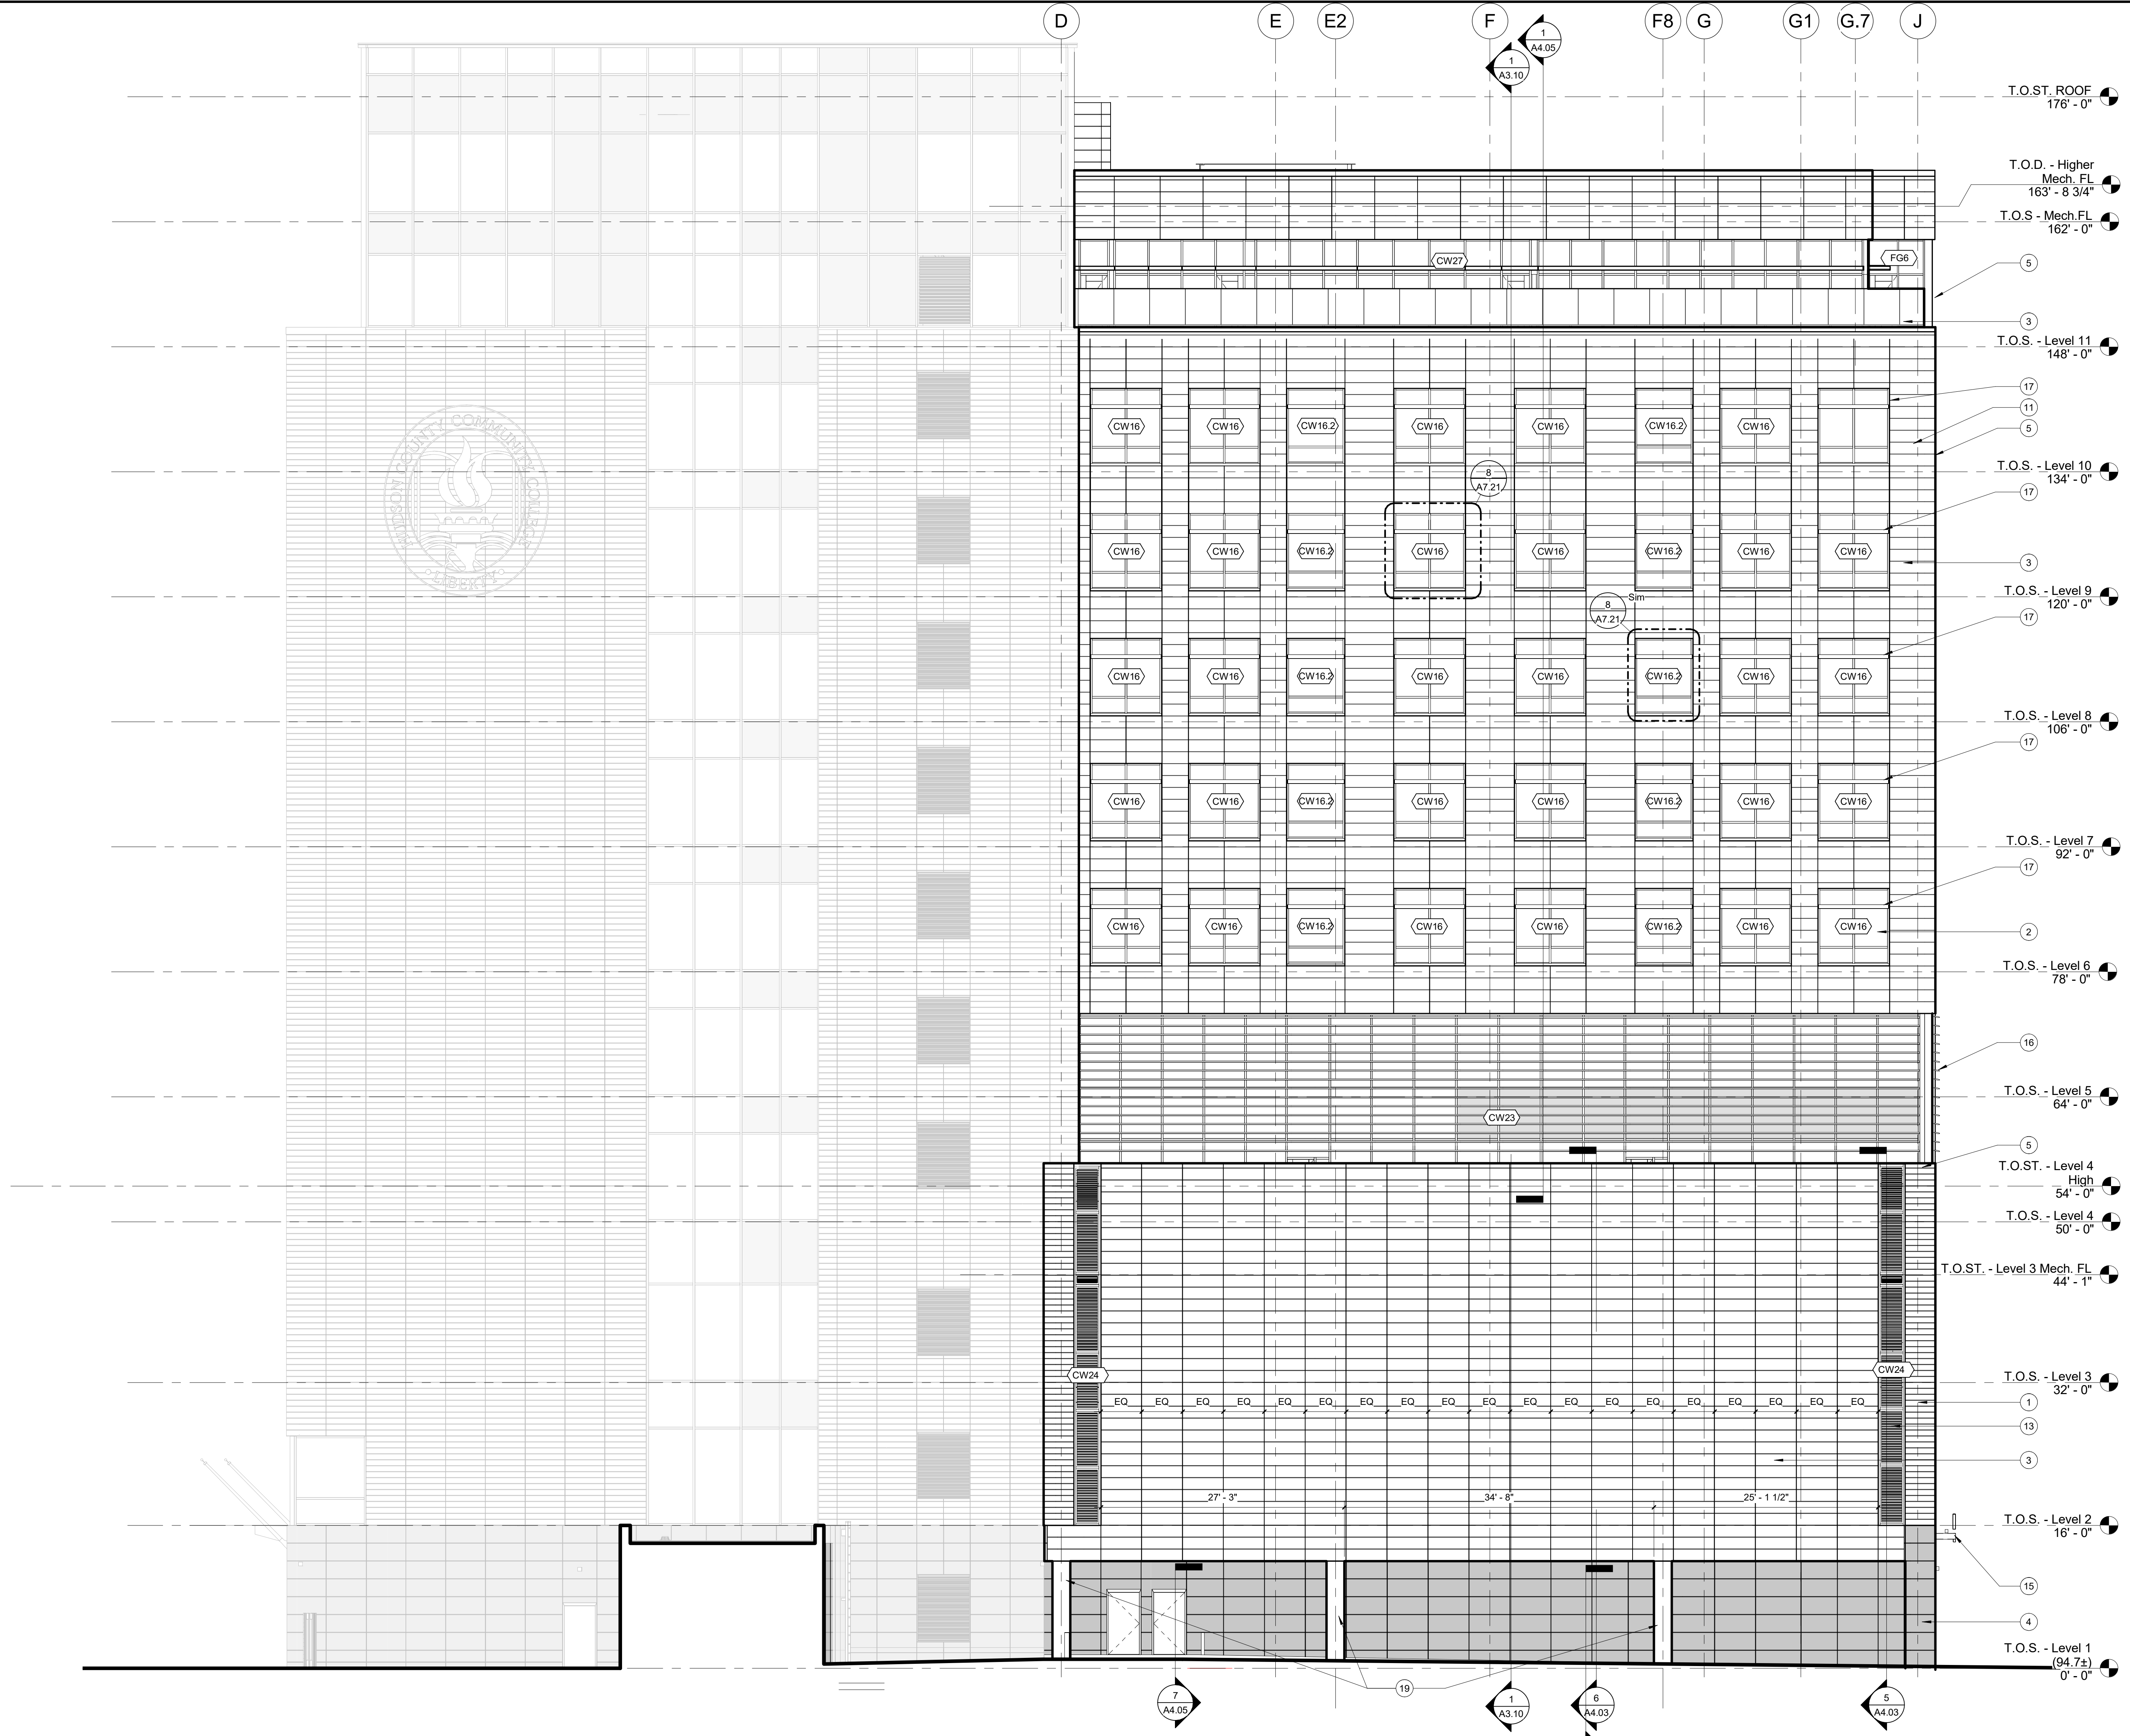 D E E2 F F8 G G1 G.7 J
1
A4.05
1
A3.10
T.O.ST. ROOF
176' - 0"
T.O.D. - Higher
Mech. FL
163' - 8 3/4"
T.O.S - Mech.FL
162' - 0"
CW27
FG6
5
3
T.O.S. - Level 11
148' - 0"
17
11
5
CW16 CW16 CW16.2 CW16 CW16 CW16.2 CW16
HUDSON COUNTY COMMUNITY COLLEGE
LIBERTY
T.O.S. - Level 10
134' - 0"
8
A7.21
17
CW16 CW16 CW16.2 CW16 CW16 CW16.2 CW16 CW16
3
T.O.S. - Level 9
120' - 0"
Sim
8
A7.21
17
CW16 CW16 CW16.2 CW16 CW16 CW16.2 CW16 CW16
T.O.S. - Level 8
106' - 0"
17
CW16 CW16 CW16.2 CW16 CW16 CW16.2 CW16 CW16
T.O.S. - Level 7
92' - 0"
17
CW16 CW16 CW16.2 CW16 CW16 CW16.2 CW16 CW16
2
T.O.S. - Level 6
78' - 0"
16
T.O.S. - Level 5
64' - 0"
CW23
5
T.O.ST. - Level 4
High
54' - 0"
T.O.S. - Level 4
50' - 0"
T.O.ST. - Level 3 Mech. FL
44' - 1"
CW24 CW24
T.O.S. - Level 3
32' - 0"
EQ EQ EQ EQ EQ EQ EQ EQ EQ EQ EQ EQ EQ EQ EQ EQ EQ EQ EQ
1
13
3
27' - 3" 34' - 8" 25' - 1 1/2"
T.O.S. - Level 2
16' - 0"
15
4
T.O.S. - Level 1
(94.7±)
0' - 0"
19
7
A4.05
1
A3.10
6
A4.03
5
A4.03